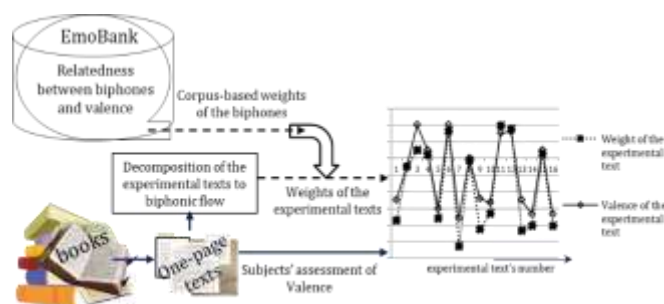 EmoBank
Relatedness
between biphones
and valence
Corpus-based weights
of the biphones
Decomposition of the
experimental texts to
biphonic flow
Weights of the
experimental texts
books
One-page
texts
Subjects' assessment of
Valence
Weight of the
experimental
text
Valence of the
experimental
text
experimental text's number